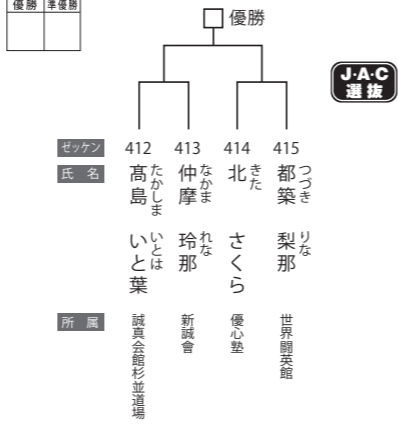 優勝 準優勝
優勝
J・A・C
選抜
ゼッケン 412 413 414 415
氏名
髙島 いと葉
たかしま いとは
仲摩 玲那
なかま れな
北 さくら
きた
都築 梨那
つづき りな
所属
誠真会館杉並道場
新誠會
優心塾
世界闘英館